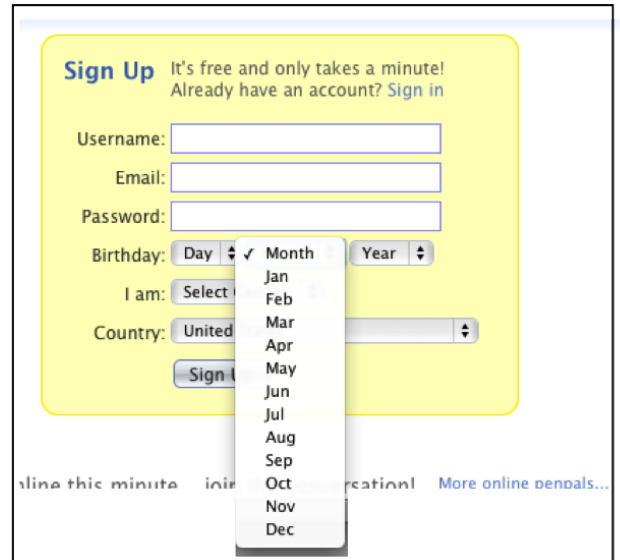 Sign Up It's free and only takes a minute!
Already have an account? Sign in
Username:
Email:
Password:
Birthday: Day ✓ Month Year
Jan
I am: Select
Feb
Mar
Country: United
Apr
May
Sign
Jun
Jul
Aug
Sep
this minute
More online penpals...
Oct
Nov
Dec